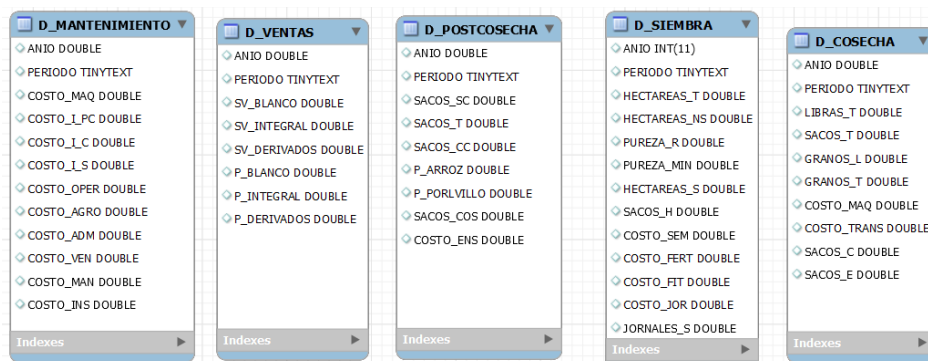 D_MANTENIMIENTO
ANIO DOUBLE
PERIODO TINYTEXT
COSTO_MAQ DOUBLE
COSTO_I_PC DOUBLE
COSTO_I_C DOUBLE
COSTO_I_S DOUBLE
COSTO_OPER DOUBLE
COSTO_AGRO DOUBLE
COSTO_ADM DOUBLE
COSTO_VEN DOUBLE
COSTO_MAN DOUBLE
COSTO_INS DOUBLE
Indexes
D_VENTAS
ANIO DOUBLE
PERIODO TINYTEXT
SV_BLANCO DOUBLE
SV_INTEGRAL DOUBLE
SV_DERIVADOS DOUBLE
P_BLANCO DOUBLE
P_INTEGRAL DOUBLE
P_DERIVADOS DOUBLE
Indexes
D_POSTCOSECHA
ANIO DOUBLE
PERIODO TINYTEXT
SACOS_SC DOUBLE
SACOS_T DOUBLE
SACOS_CC DOUBLE
P_ARROZ DOUBLE
P_PORLVILLO DOUBLE
SACOS_COS DOUBLE
COSTO_ENS DOUBLE
Indexes
D_SIEMBRA
ANIO INT(11)
PERIODO TINYTEXT
HECTAREAS_T DOUBLE
HECTAREAS_NS DOUBLE
PUREZA_R DOUBLE
PUREZA_MIN DOUBLE
HECTAREAS_S DOUBLE
SACOS_H DOUBLE
COSTO_SEM DOUBLE
COSTO_FERT DOUBLE
COSTO_FIT DOUBLE
COSTO_JOR DOUBLE
JORNALES_S DOUBLE
Indexes
D_COSECHA
ANIO DOUBLE
PERIODO TINYTEXT
LIBRAS_T DOUBLE
SACOS_T DOUBLE
GRANOS_L DOUBLE
GRANOS_T DOUBLE
COSTO_MAQ DOUBLE
COSTO_TRANS DOUBLE
SACOS_C DOUBLE
SACOS_E DOUBLE
Indexes